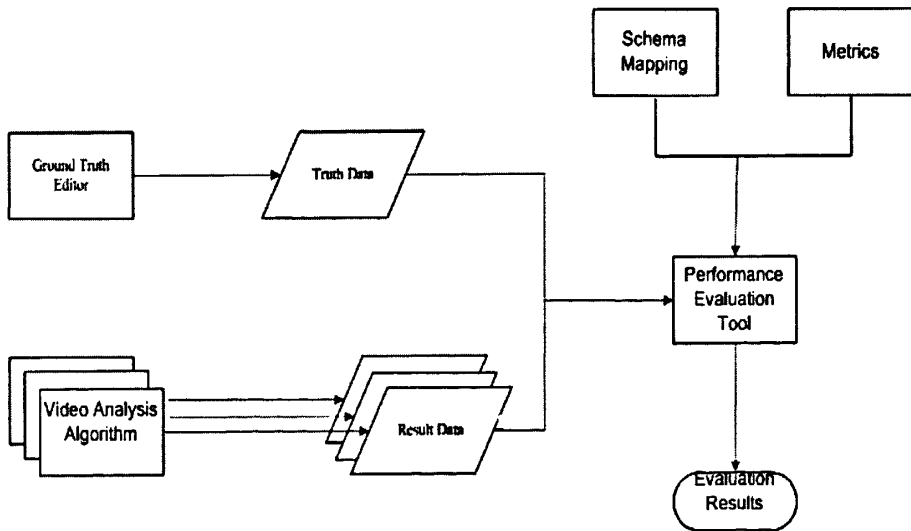 Schema
Mapping
Metrics
Ground Truth
Editor
Truth Data
Performance
Evaluation
Tool
Video Analysis
Algorithm
Result Data
Evaluation
Results